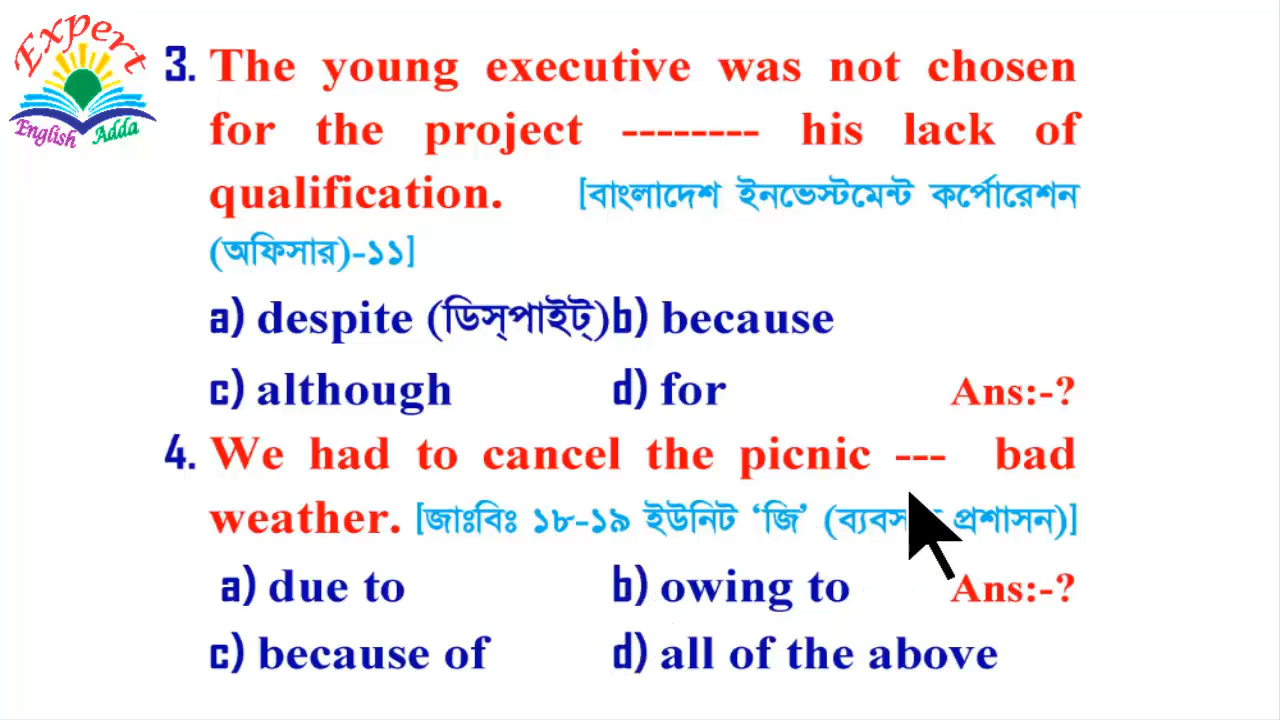 Expert
English Adda
3. The young executive was not chosen
for the project -------- his lack of
qualification. [বাংলাদেশ ইনভেস্টমেন্ট কর্পোরেশন
(অফিসার)-১১]
a) despite (ডিস্‌পাইট্‌) b) because
c) although d) for Ans:-?
4. We had to cancel the picnic --- bad
weather. [জাঃবিঃ ১৮-১৯ ইউনিট ‘জি’ প্রশাসন)]
a) due to b) owing to Ans:-?
c) because of d) all of the above